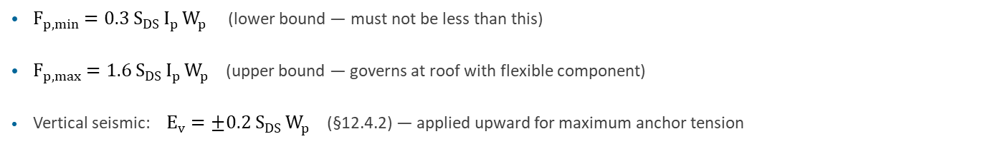 • F_p,min = 0.3 S_DS I_p W_p (lower bound — must not be less than this)
• F_p,max = 1.6 S_DS I_p W_p (upper bound — governs at roof with flexible component)
• Vertical seismic: E_v = ±0.2 S_DS W_p (§12.4.2) — applied upward for maximum anchor tension